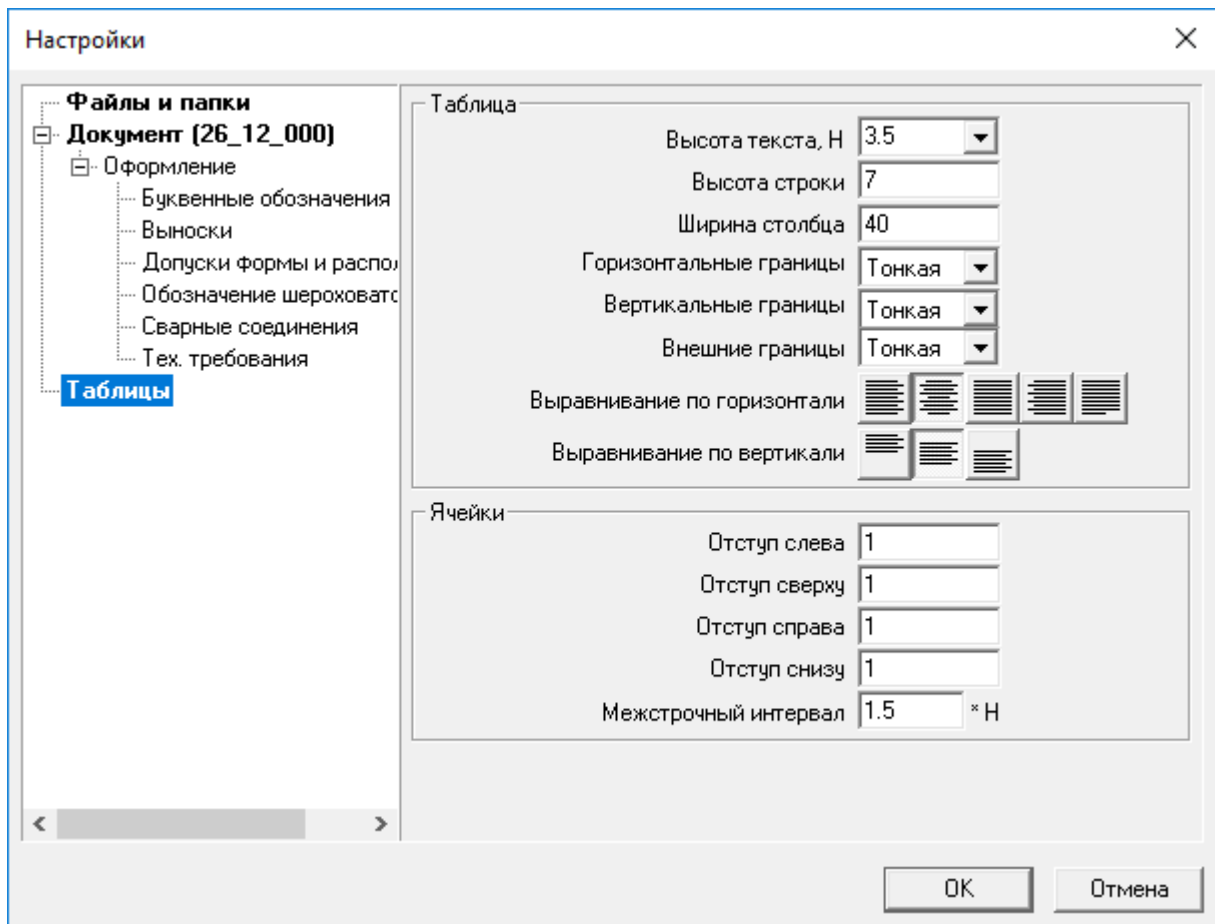 Настройки
Файлы и папки
Документ (26_12_000)
Оформление
Буквенные обозначения
Выноски
Допуски формы и распол
Обозначение шероховатс
Сварные соединения
Тех. требования
Таблицы
Таблица
Высота текста, H 3.5
Высота строки 7
Ширина столбца 40
Горизонтальные границы Тонкая
Вертикальные границы Тонкая
Внешние границы Тонкая
Выравнивание по горизонтали
Выравнивание по вертикали
Ячейки
Отступ слева 1
Отступ сверху 1
Отступ справа 1
Отступ снизу 1
Межстрочный интервал 1.5 * H
OK Отмена